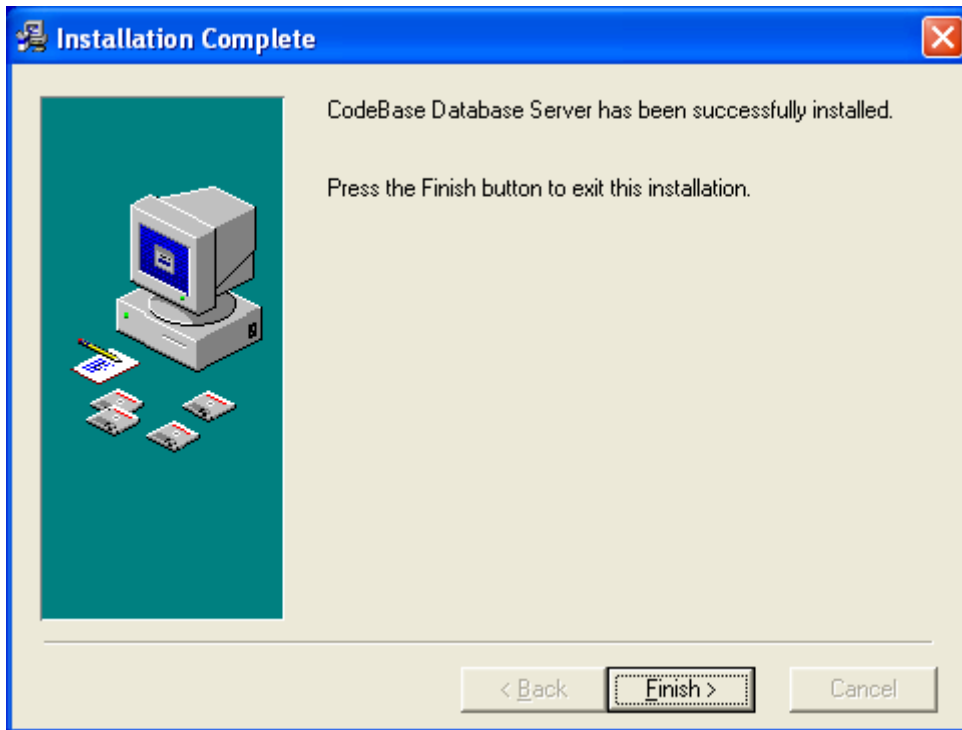 Installation Complete
CodeBase Database Server has been successfully installed.
Press the Finish button to exit this installation.
< Back
Finish >
Cancel